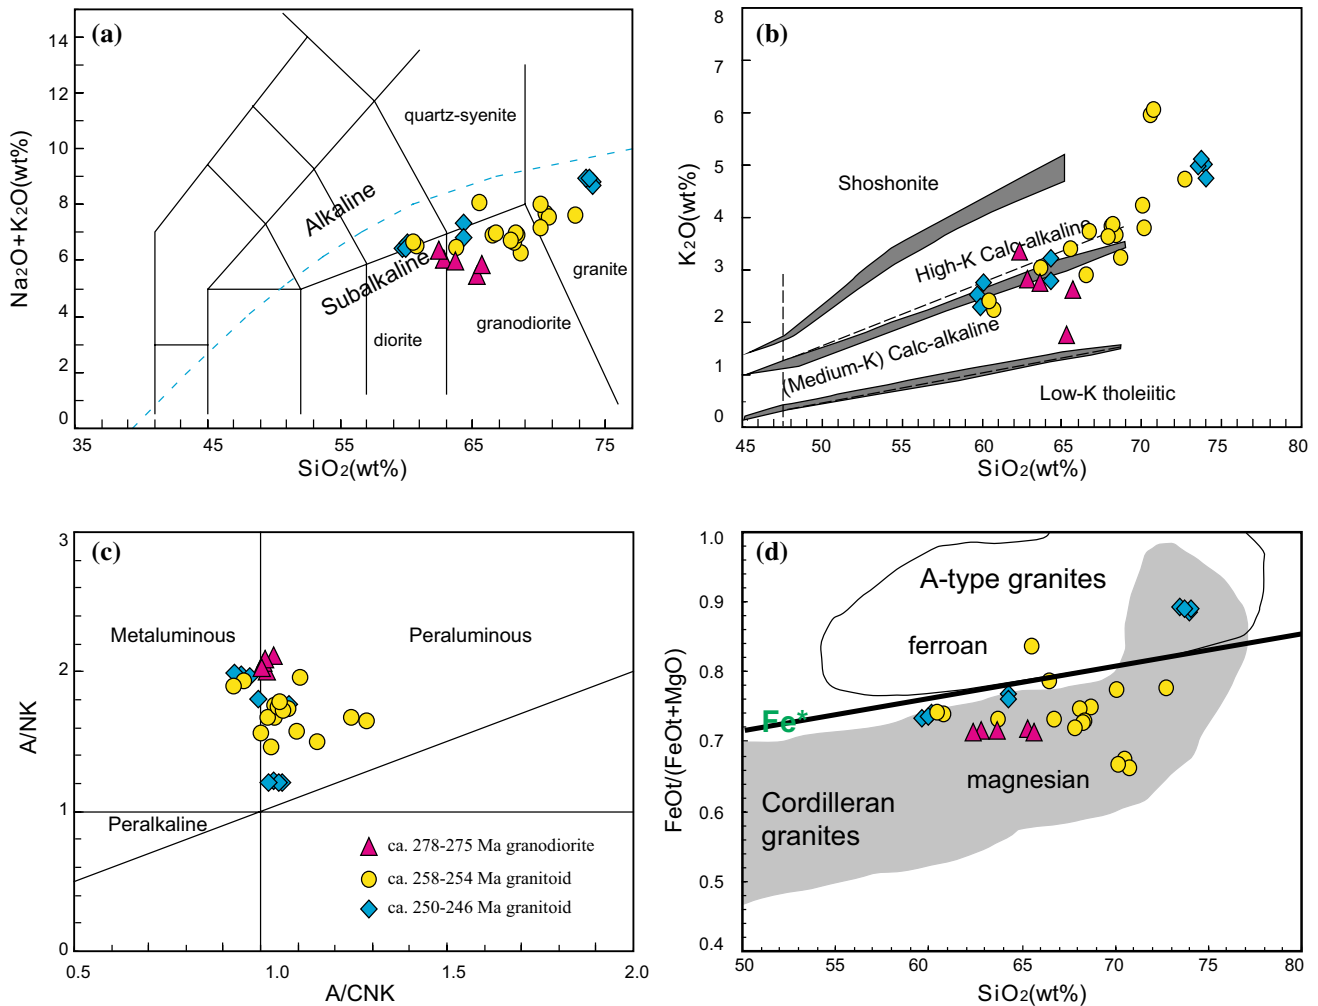 (a)
14
12
10
8
6
4
2
0
Na2O+K2O(wt%)
quartz-syenite
Alkaline
Subalkaline
diorite
granodiorite
granite
35
45
55
65
75
SiO2(wt%)
(b)
8
7
6
5
4
3
2
1
0
K2O(wt%)
Shoshonite
High-K Calc-alkaline
(Medium-K) Calc-alkaline
Low-K tholeiitic
45
50
55
60
65
70
75
80
SiO2(wt%)
(c)
3
2
1
0
A/NK
Metaluminous
Peraluminous
Peralkaline
ca. 278-275 Ma granodiorite
ca. 258-254 Ma granitoid
ca. 250-246 Ma granitoid
0.5
1.0
1.5
2.0
A/CNK
(d)
1.0
0.9
0.8
0.7
0.6
0.5
0.4
FeOt/(FeOt+MgO)
A-type granites
ferroan
Fe*
magnesian
Cordilleran
granites
50
55
60
65
70
75
80
SiO2(wt%)